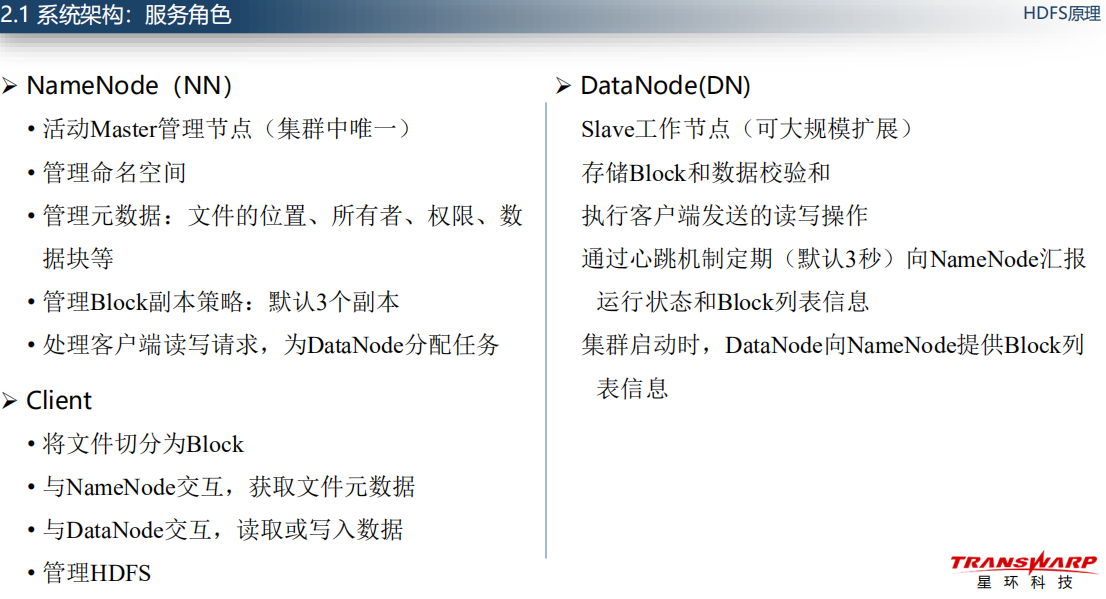 2.1 系统架构：服务角色
HDFS原理
➢ NameNode（NN）
• 活动Master管理节点（集群中唯一）
• 管理命名空间
• 管理元数据：文件的位置、所有者、权限、数
据块等
• 管理Block副本策略：默认3个副本
• 处理客户端读写请求，为DataNode分配任务
➢ Client
• 将文件切分为Block
• 与NameNode交互，获取文件元数据
• 与DataNode交互，读取或写入数据
• 管理HDFS
➢ DataNode(DN)
Slave工作节点（可大规模扩展）
存储Block和数据校验和
执行客户端发送的读写操作
通过心跳机制定期（默认3秒）向NameNode汇报
运行状态和Block列表信息
集群启动时，DataNode向NameNode提供Block列
表信息
TRANSWARP
星环科技